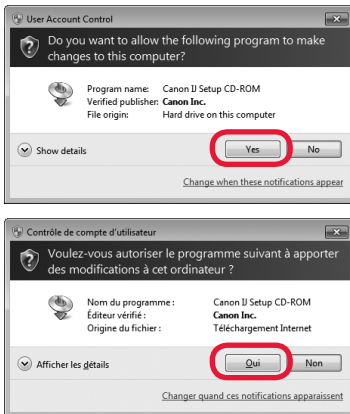 User Account Control
Do you want to allow the following program to make
changes to this computer?
Program name: Canon IJ Setup CD-ROM
Verified publisher: Canon Inc.
File origin: Hard drive on this computer
Show details
Yes
No
Change when these notifications appear
Contrôle de compte d'utilisateur
Voulez-vous autoriser le programme suivant à apporter
des modifications à cet ordinateur ?
Nom du programme : Canon IJ Setup CD-ROM
Éditeur vérifié : Canon Inc.
Origine du fichier : Téléchargement Internet
Afficher les détails
Oui
Non
Changer quand ces notifications apparaissent